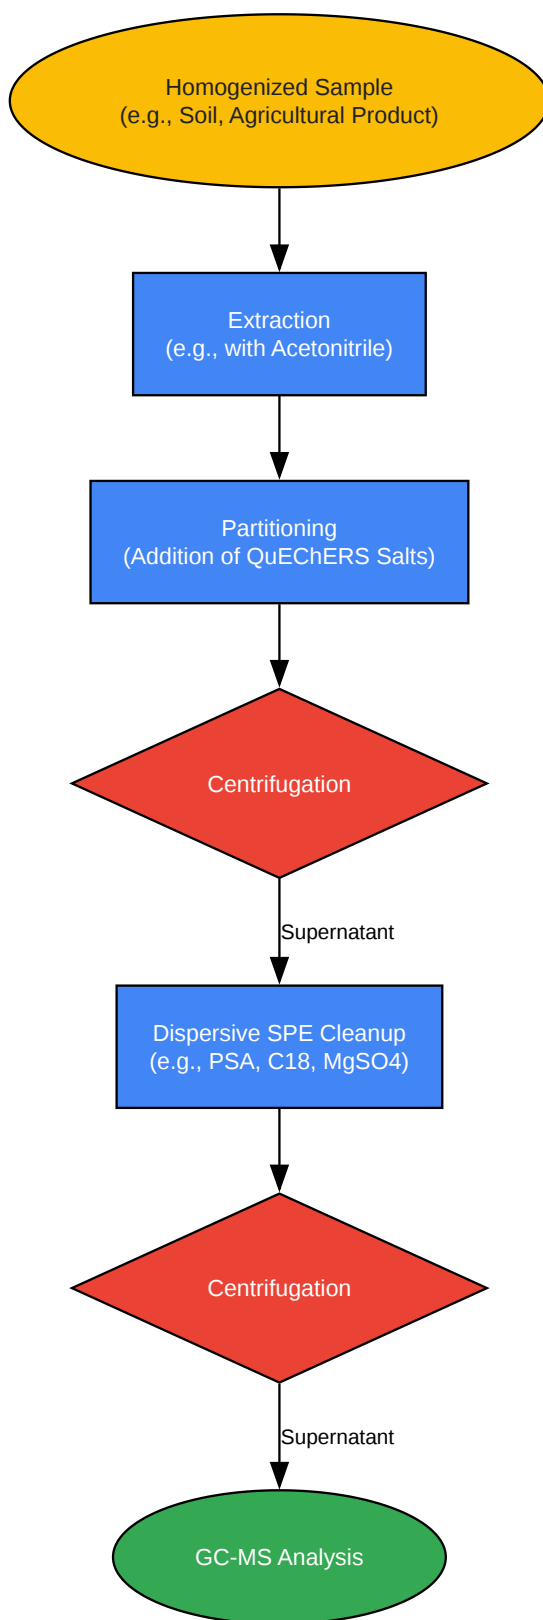 Homogenized Sample
(e.g., Soil, Agricultural Product)
Extraction
(e.g., with Acetonitrile)
Partitioning
(Addition of QuEChERS Salts)
Centrifugation
Supernatant
Dispersive SPE Cleanup
(e.g., PSA, C18, MgSO4)
Centrifugation
Supernatant
GC-MS Analysis